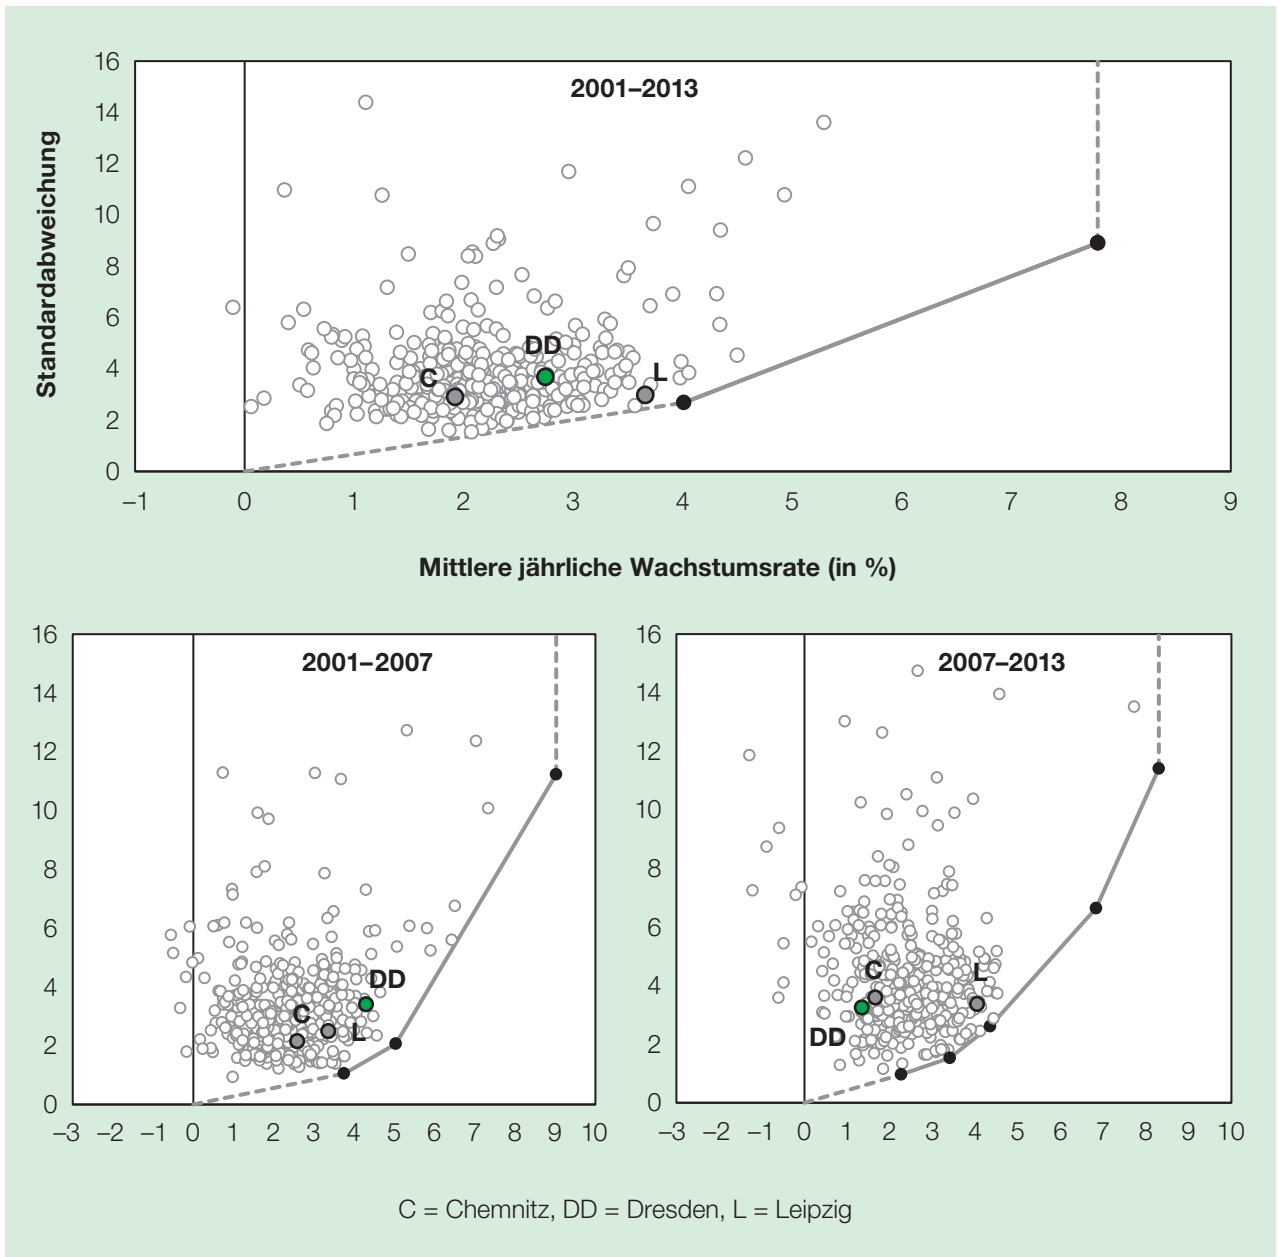 2001–2013
Standardabweichung
16
14
12
10
8
6
4
2
0
DD
C
L
–1 0 1 2 3 4 5 6 7 8 9
Mittlere jährliche Wachstumsrate (in %)
2001–2007
16
14
12
10
8
6
4
2
0
DD
C
L
–3 –2 –1 0 1 2 3 4 5 6 7 8 9 10
2007–2013
16
14
12
10
8
6
4
2
0
C
L
DD
–3 –2 –1 0 1 2 3 4 5 6 7 8 9 10
C = Chemnitz, DD = Dresden, L = Leipzig